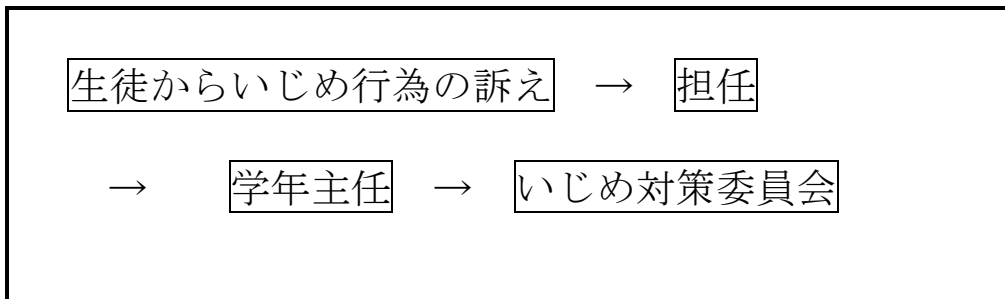 生徒からいじめ行為の訴え → 担任
→ 学年主任 → いじめ対策委員会